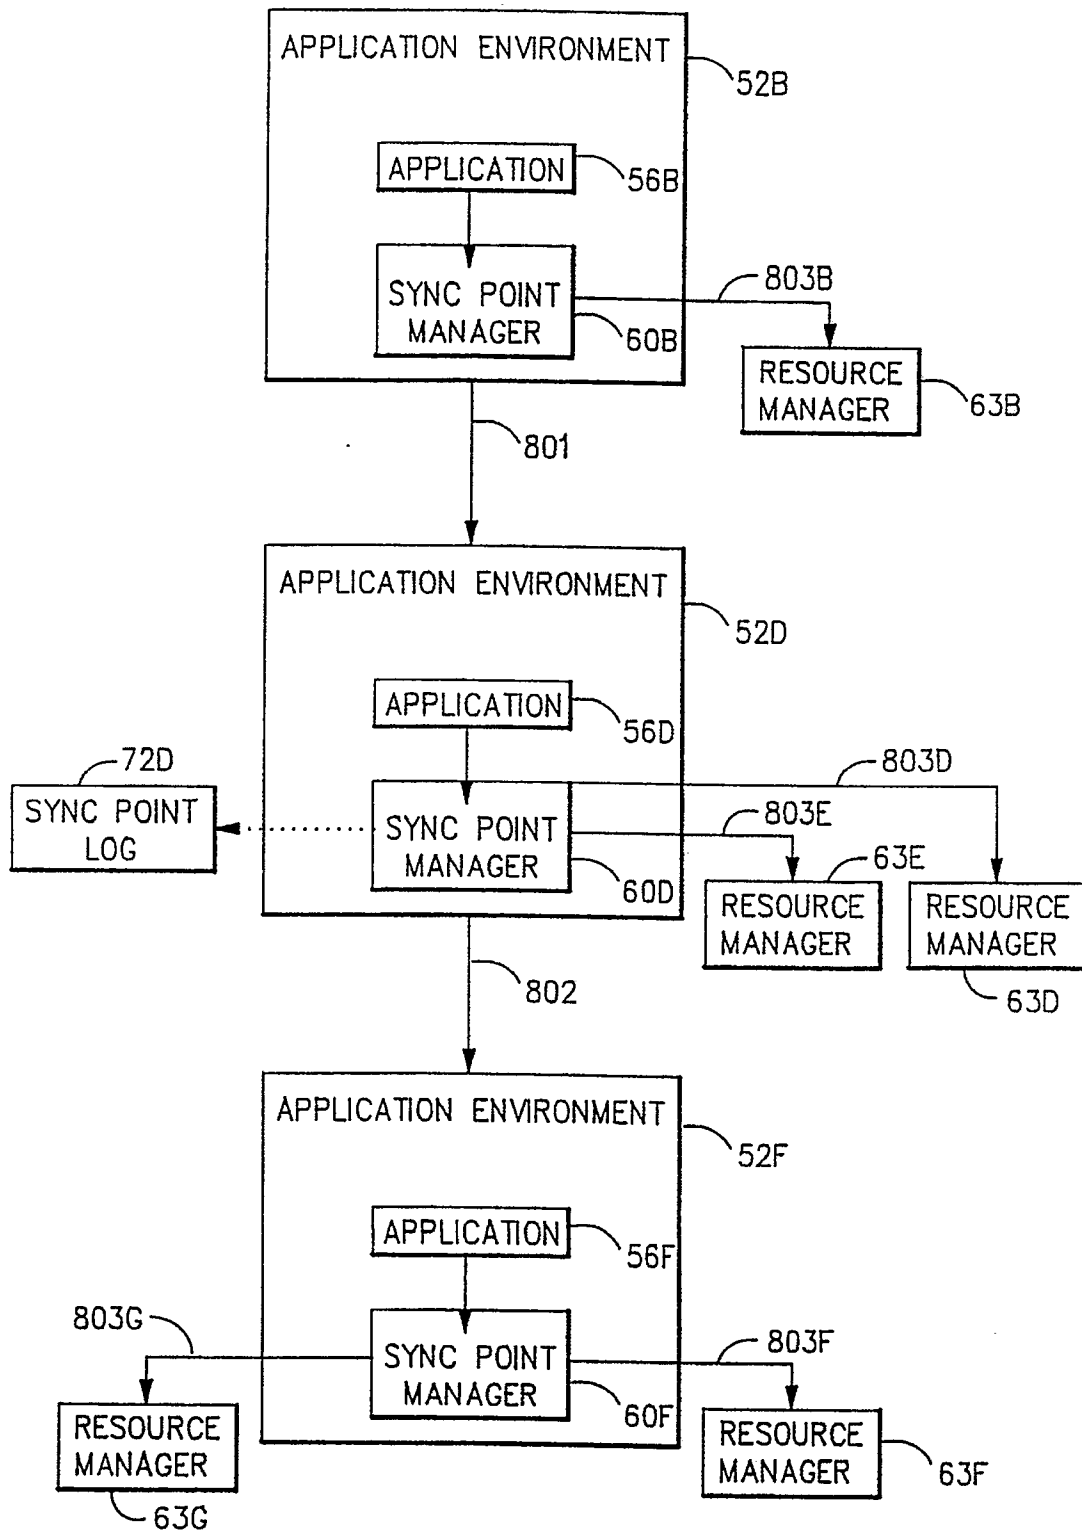 APPLICATION ENVIRONMENT
52B
APPLICATION
56B
SYNC POINT
MANAGER
60B
803B
RESOURCE
MANAGER
63B
801
APPLICATION ENVIRONMENT
52D
APPLICATION
56D
72D
SYNC POINT
LOG
SYNC POINT
MANAGER
60D
803D
803E
63E
RESOURCE
MANAGER
RESOURCE
MANAGER
63D
802
APPLICATION ENVIRONMENT
52F
APPLICATION
56F
803G
SYNC POINT
MANAGER
60F
803F
RESOURCE
MANAGER
63G
RESOURCE
MANAGER
63F